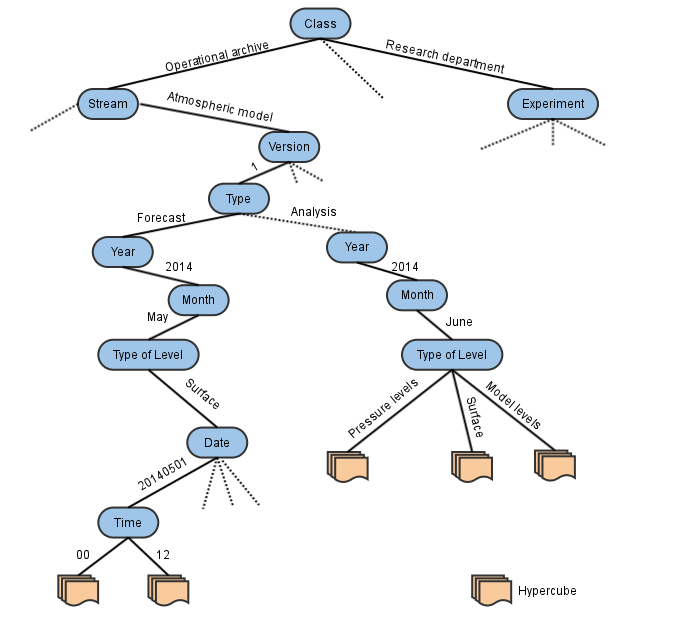 Class
Operational archive
Research department
Stream
Atmospheric model
Experiment
Version
1
Type
Forecast
Analysis
Year
Year
2014
2014
Month
Month
May
June
Type of Level
Type of Level
Surface
Pressure levels
Surface
Model levels
Date
20140501
Time
00
12
Hypercube